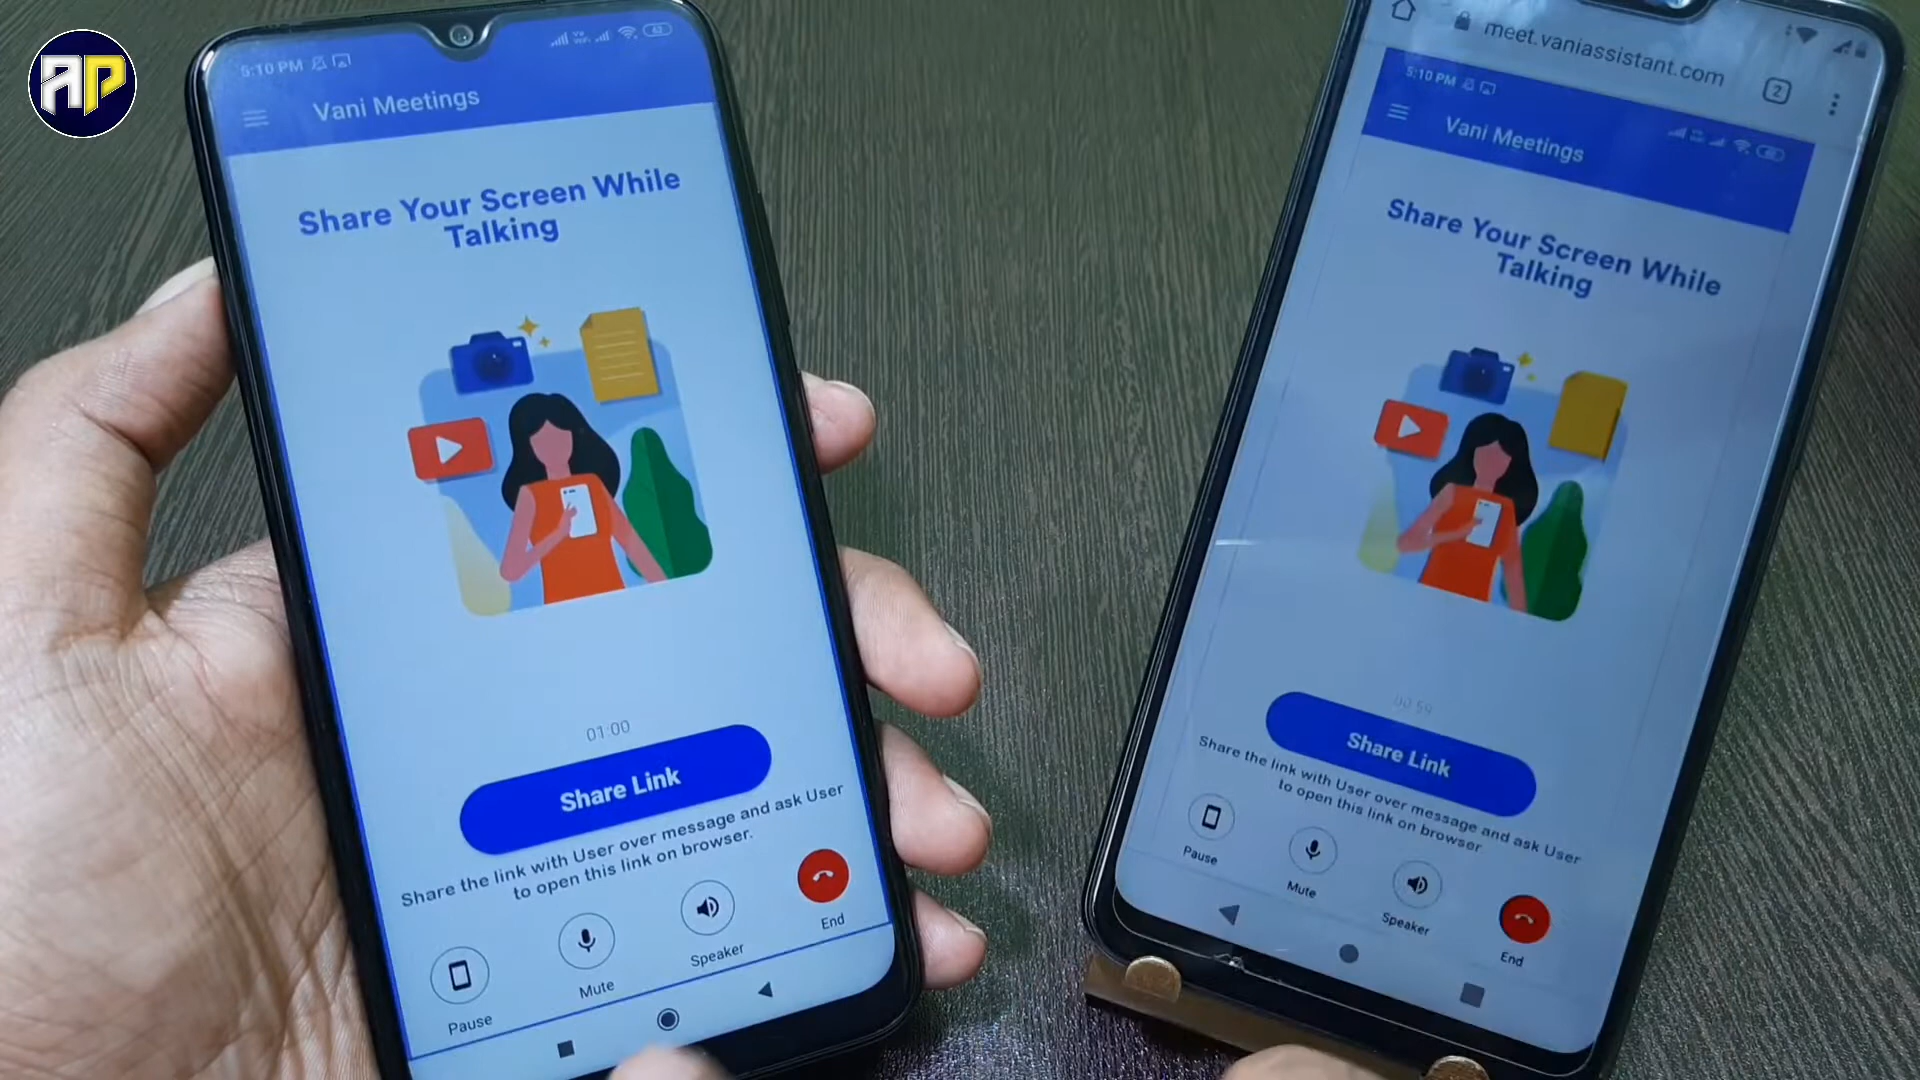 AP
5:10 PM
62
Vani Meetings
Share Your Screen While
Talking
01:00
Share Link
Share the link with User over message and ask User
to open this link on browser.
Pause
Mute
Speaker
End
meet.vaniassistant.com
2
5:10 PM
Vani Meetings
Share Your Screen While
Talking
00:59
Share Link
Share the link with User over message and ask User
to open this link on browser
Pause
Mute
Speaker
End